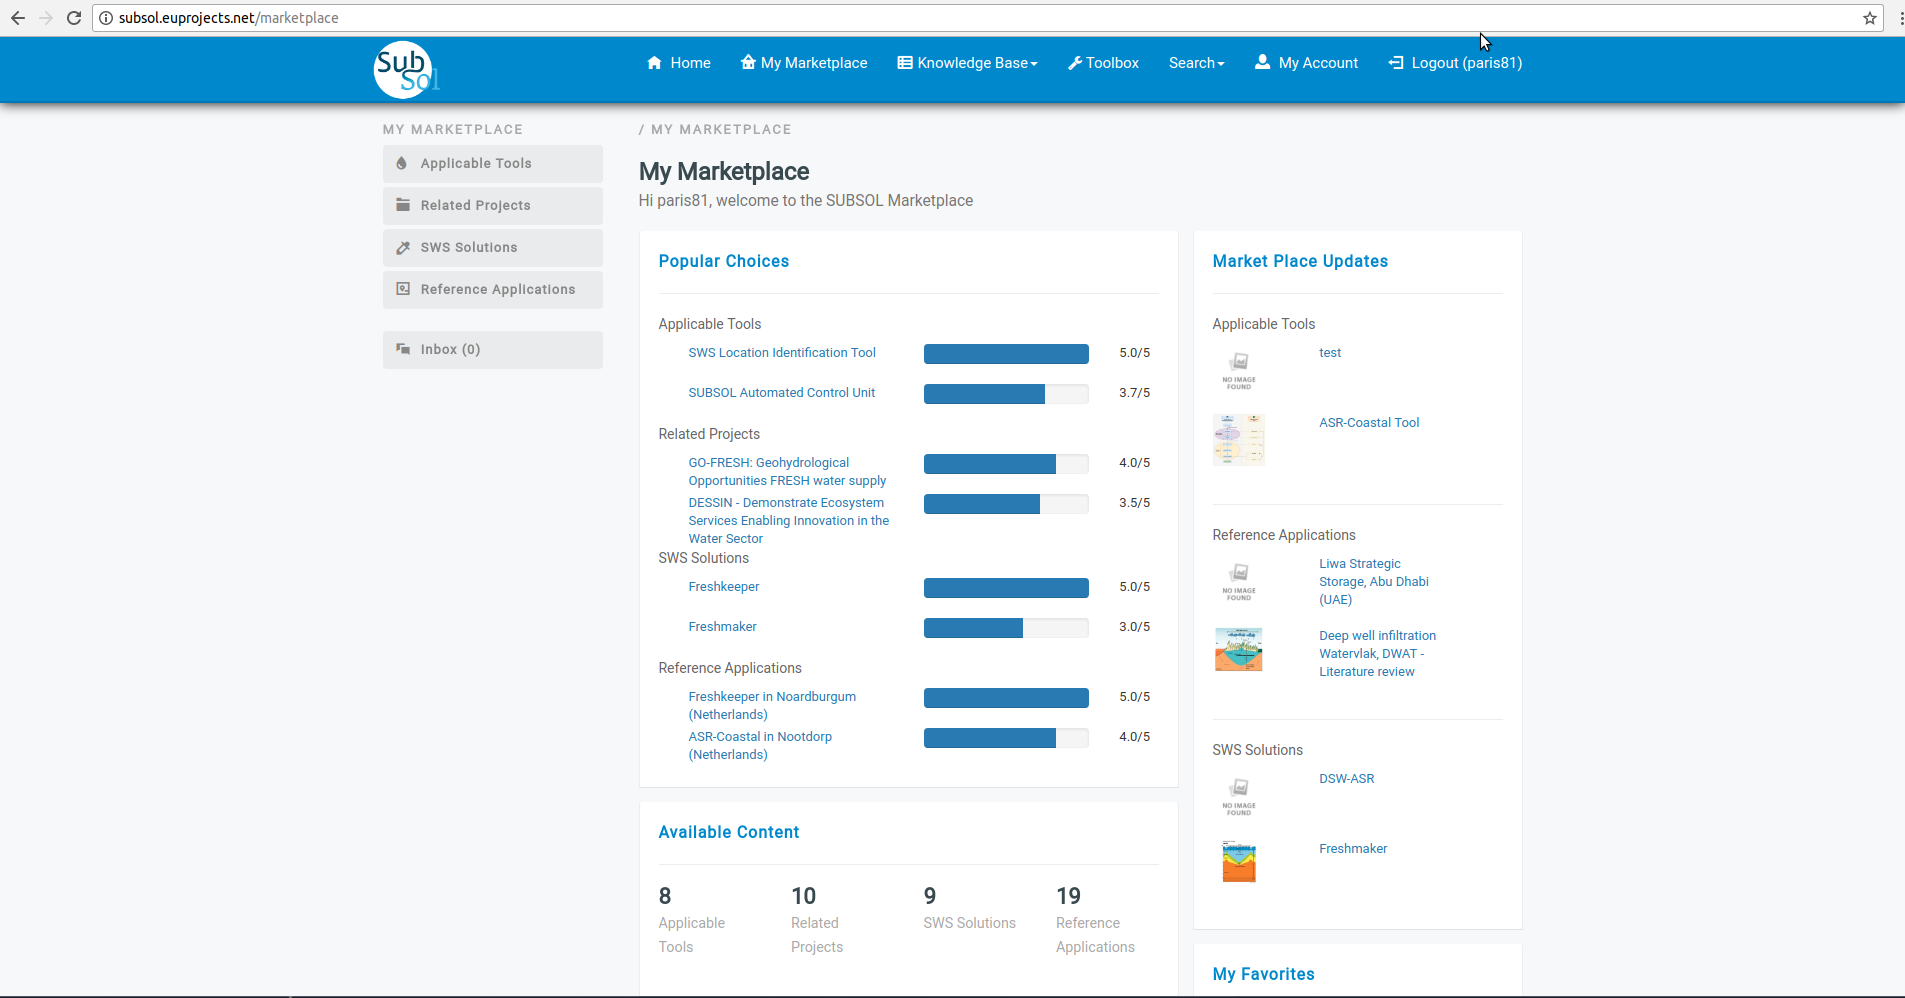 subsol.euprojects.net/marketplace
Sub
Sol
Home
My Marketplace
Knowledge Base
Toolbox
Search
My Account
Logout (paris81)
MY MARKETPLACE
Applicable Tools
Related Projects
SWS Solutions
Reference Applications
Inbox (0)
/ MY MARKETPLACE
My Marketplace
Hi paris81, welcome to the SUBSOL Marketplace
Popular Choices
Applicable Tools
SWS Location Identification Tool 5.0/5
SUBSOL Automated Control Unit 3.7/5
Related Projects
GO-FRESH: Geohydrological 4.0/5
Opportunities FRESH water supply
DESSIN - Demonstrate Ecosystem 3.5/5
Services Enabling Innovation in the
Water Sector
SWS Solutions
Freshkeeper 5.0/5
Freshmaker 3.0/5
Reference Applications
Freshkeeper in Noardburgum 5.0/5
(Netherlands)
ASR-Coastal in Nootdorp 4.0/5
(Netherlands)
Available Content
8
Applicable
Tools
10
Related
Projects
9
SWS Solutions
19
Reference
Applications
Market Place Updates
Applicable Tools
NO IMAGE
FOUND
test
ASR-Coastal Tool
Reference Applications
NO IMAGE
FOUND
Liwa Strategic
Storage, Abu Dhabi
(UAE)
Deep well infiltration
Watervlak, DWAT -
Literature review
SWS Solutions
NO IMAGE
FOUND
DSW-ASR
Freshmaker
My Favorites